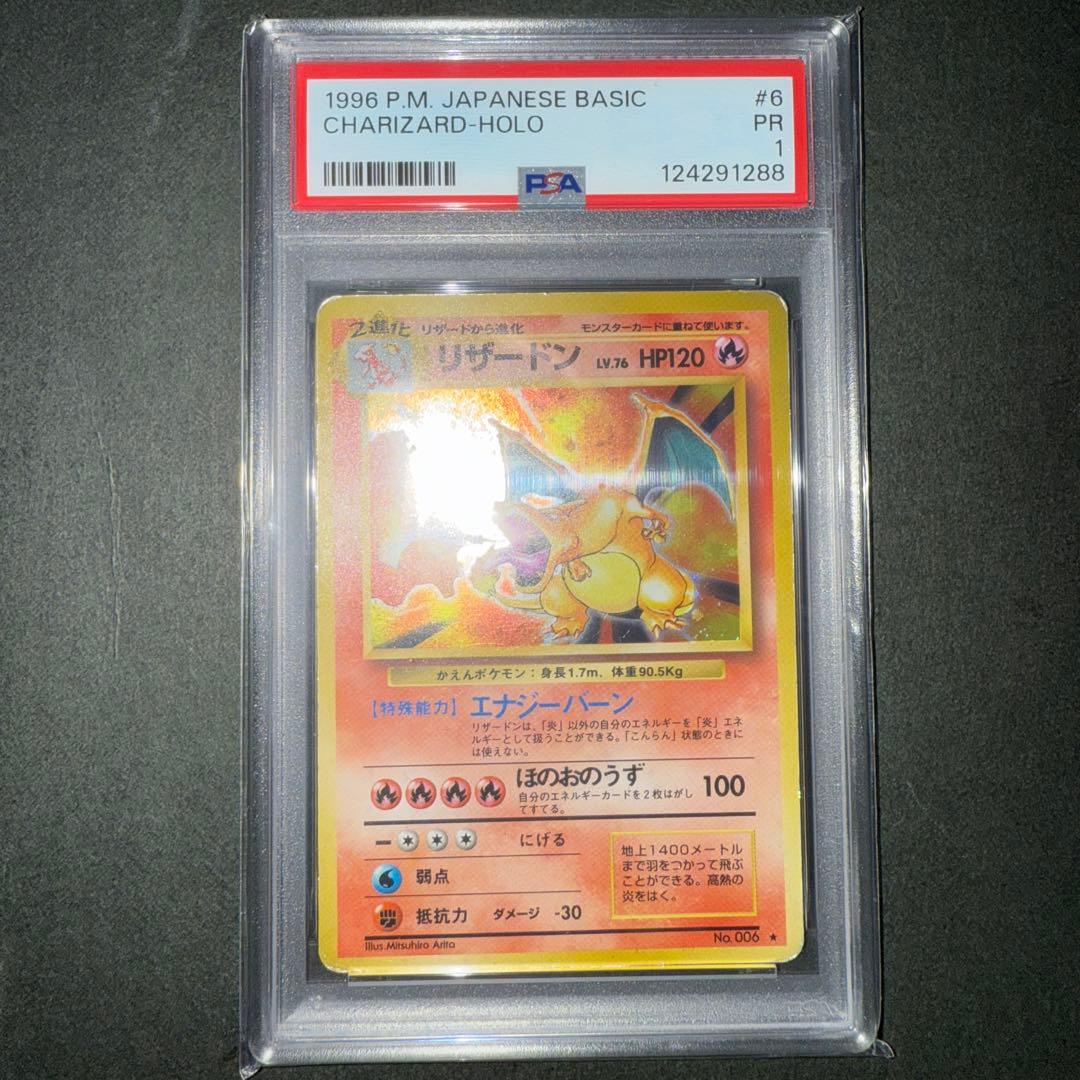 1996 P.M. JAPANESE BASIC #6
CHARIZARD-HOLO PR
1
PSA 124291288
2進化 リザードから進化 モンスターカードに重ねて使います。
リザードン LV.76 HP120
かえんポケモン：身長1.7m、体重90.5Kg
【特殊能力】エナジーバーン
リザードンは、「炎」以外の自分のエネルギーを「炎」エネ
ルギーとして扱うことができる。「こんらん」状態のときに
は使えない。
ほのおのうず 100
自分のエネルギーカードを2枚はがし
てすてる。
にげる
弱点
抵抗力 ダメージ -30
地上1400メートル
まで羽をつかって飛ぶ
ことができる。高熱の
炎をはく。
Illus.Mitsuhiro Arita No.006 ★